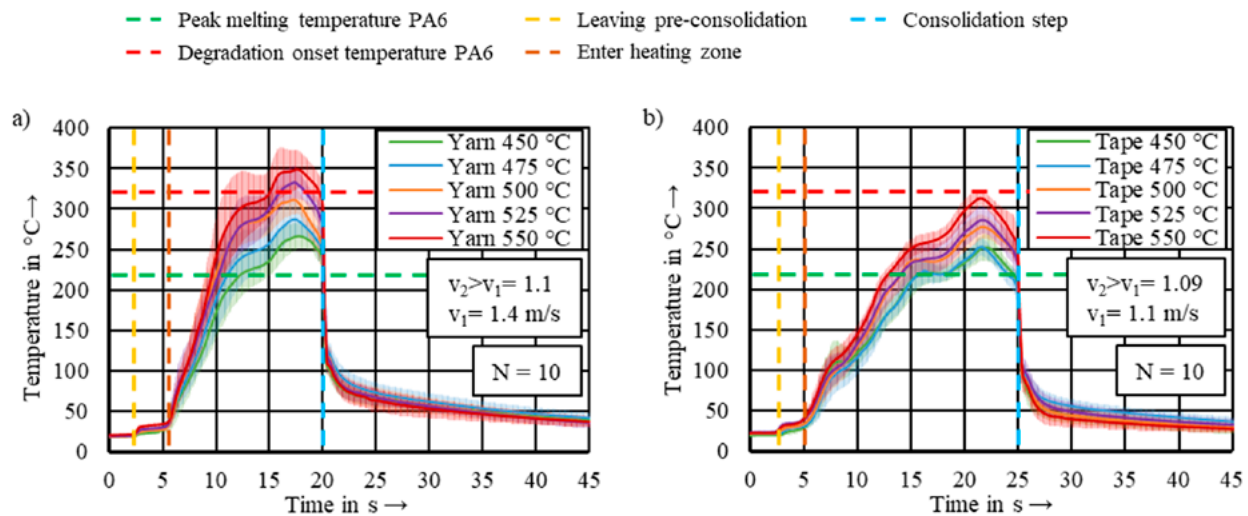 Peak melting temperature PA6
Leaving pre-consolidation
Consolidation step
Degradation onset temperature PA6
Enter heating zone
a)
Temperature in °C→
400
350
300
250
200
150
100
50
0
Yarn 450 °C
Yarn 475 °C
Yarn 500 °C
Yarn 525 °C
Yarn 550 °C
v₂>v₁= 1.1
v₁= 1.4 m/s
N = 10
0 5 10 15 20 25 30 35 40 45
Time in s →
b)
Temperature in °C→
400
350
300
250
200
150
100
50
0
Tape 450 °C
Tape 475 °C
Tape 500 °C
Tape 525 °C
Tape 550 °C
v₂>v₁= 1.09
v₁= 1.1 m/s
N = 10
0 5 10 15 20 25 30 35 40 45
Time in s →